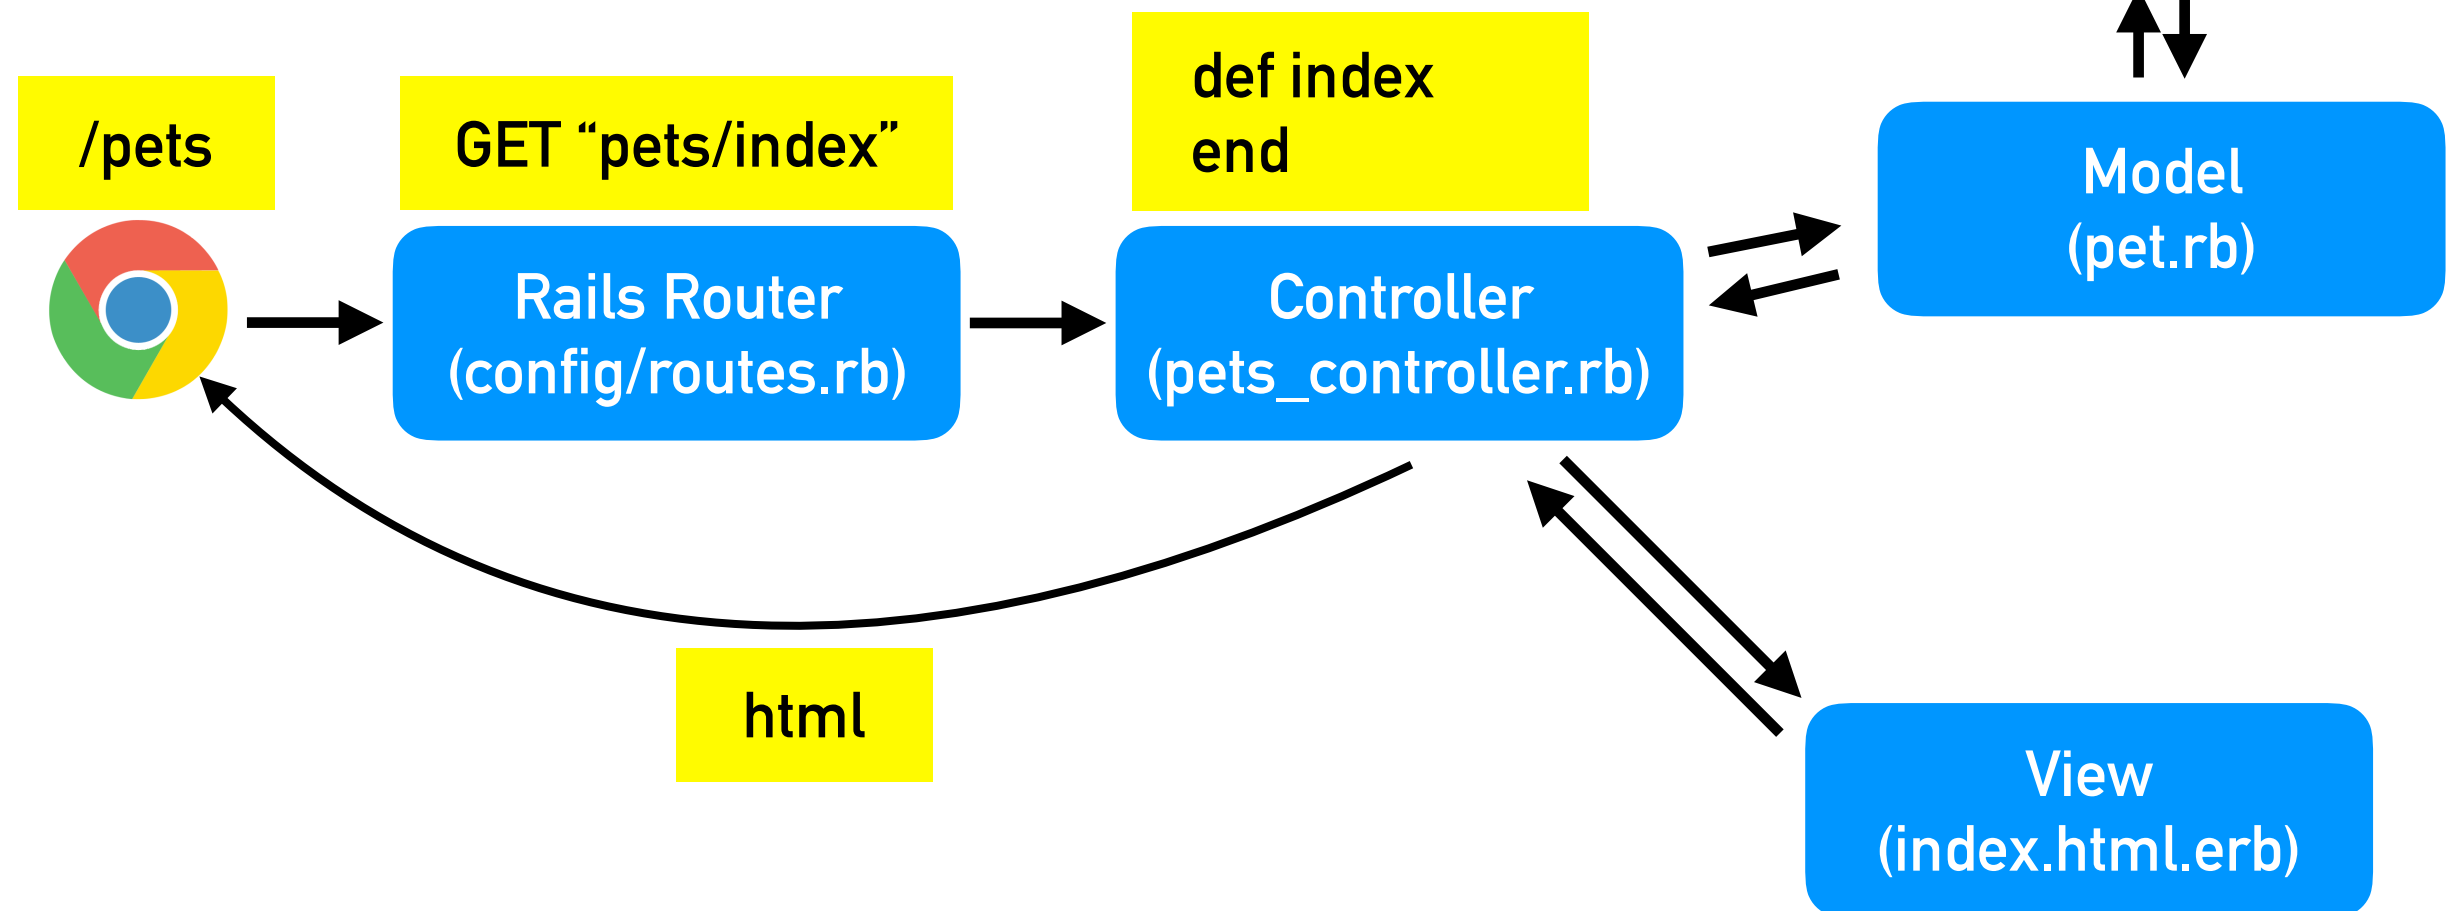 /pets
GET “pets/index”
def index
end
Model
(pet.rb)
Rails Router
(config/routes.rb)
Controller
(pets_controller.rb)
html
View
(index.html.erb)